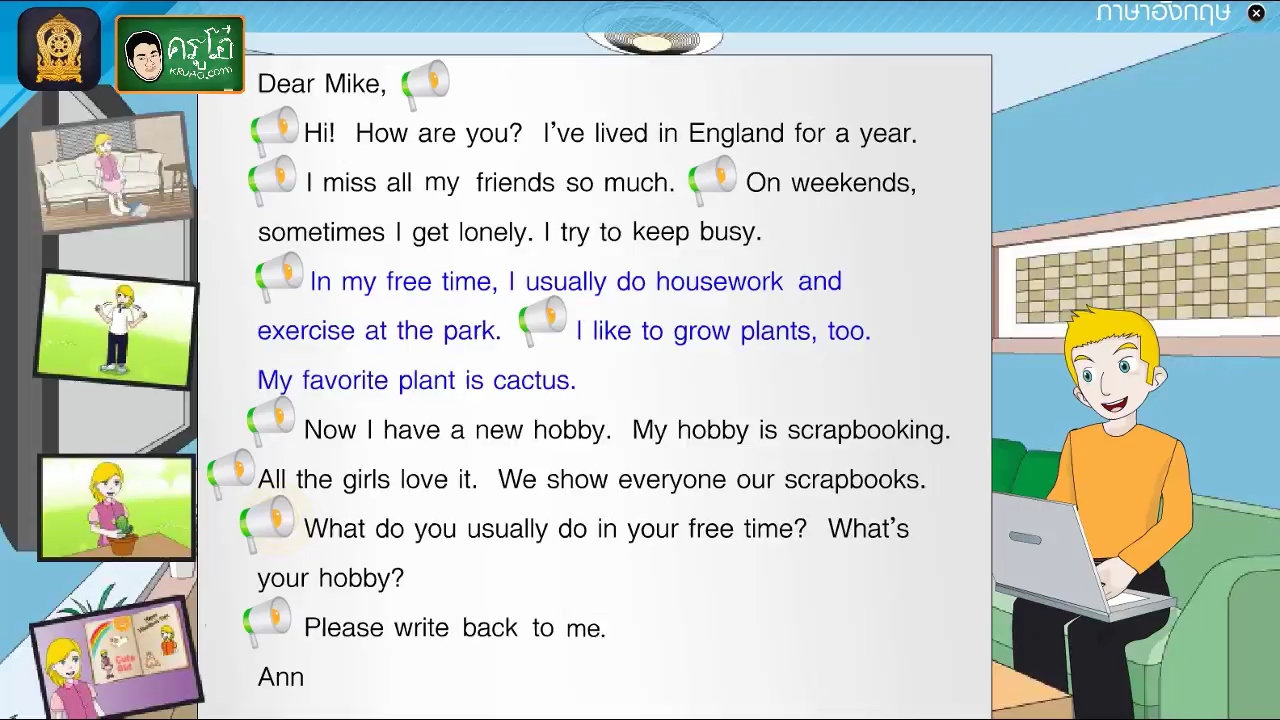 ภาษาอังกฤษ
ครูโอ๋
KRUAO.com
Dear Mike,
Hi! How are you? I've lived in England for a year.
I miss all my friends so much. On weekends,
sometimes I get lonely. I try to keep busy.
In my free time, I usually do housework and
exercise at the park. I like to grow plants, too.
My favorite plant is cactus.
Now I have a new hobby. My hobby is scrapbooking.
All the girls love it. We show everyone our scrapbooks.
What do you usually do in your free time? What's
your hobby?
Please write back to me.
Ann